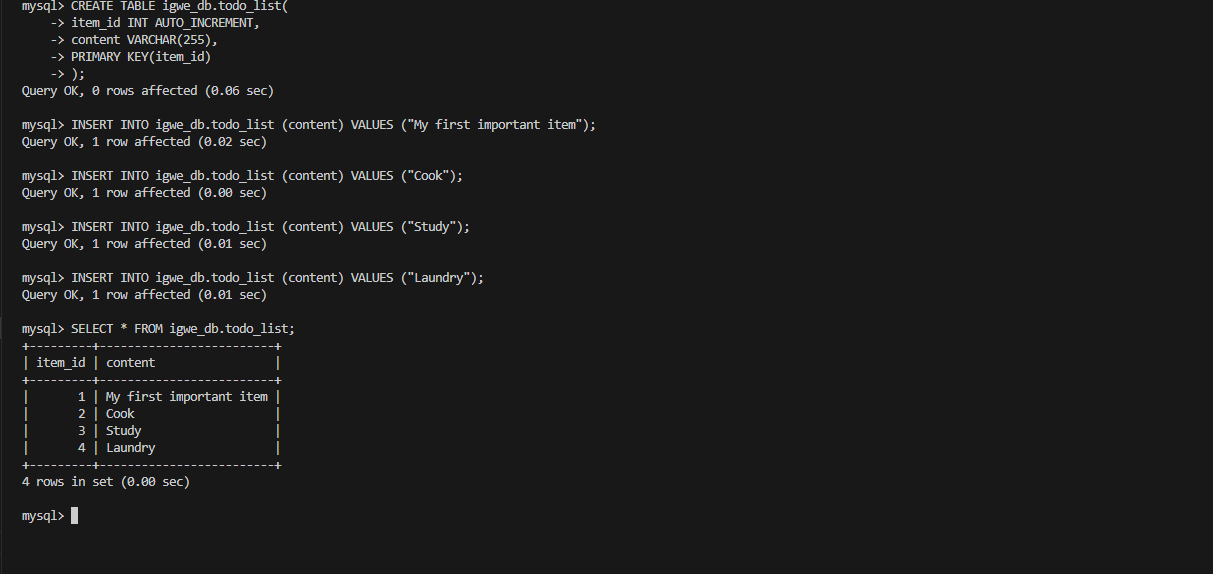 mysql> CREATE TABLE igwe_db.todo_list(
    -> item_id INT AUTO_INCREMENT,
    -> content VARCHAR(255),
    -> PRIMARY KEY(item_id)
    -> );
Query OK, 0 rows affected (0.06 sec)

mysql> INSERT INTO igwe_db.todo_list (content) VALUES ("My first important item");
Query OK, 1 row affected (0.02 sec)

mysql> INSERT INTO igwe_db.todo_list (content) VALUES ("Cook");
Query OK, 1 row affected (0.00 sec)

mysql> INSERT INTO igwe_db.todo_list (content) VALUES ("Study");
Query OK, 1 row affected (0.01 sec)

mysql> INSERT INTO igwe_db.todo_list (content) VALUES ("Laundry");
Query OK, 1 row affected (0.01 sec)

mysql> SELECT * FROM igwe_db.todo_list;
+---------+-------------------------+
| item_id | content                 |
+---------+-------------------------+
|       1 | My first important item |
|       2 | Cook                    |
|       3 | Study                   |
|       4 | Laundry                 |
+---------+-------------------------+
4 rows in set (0.00 sec)

mysql>